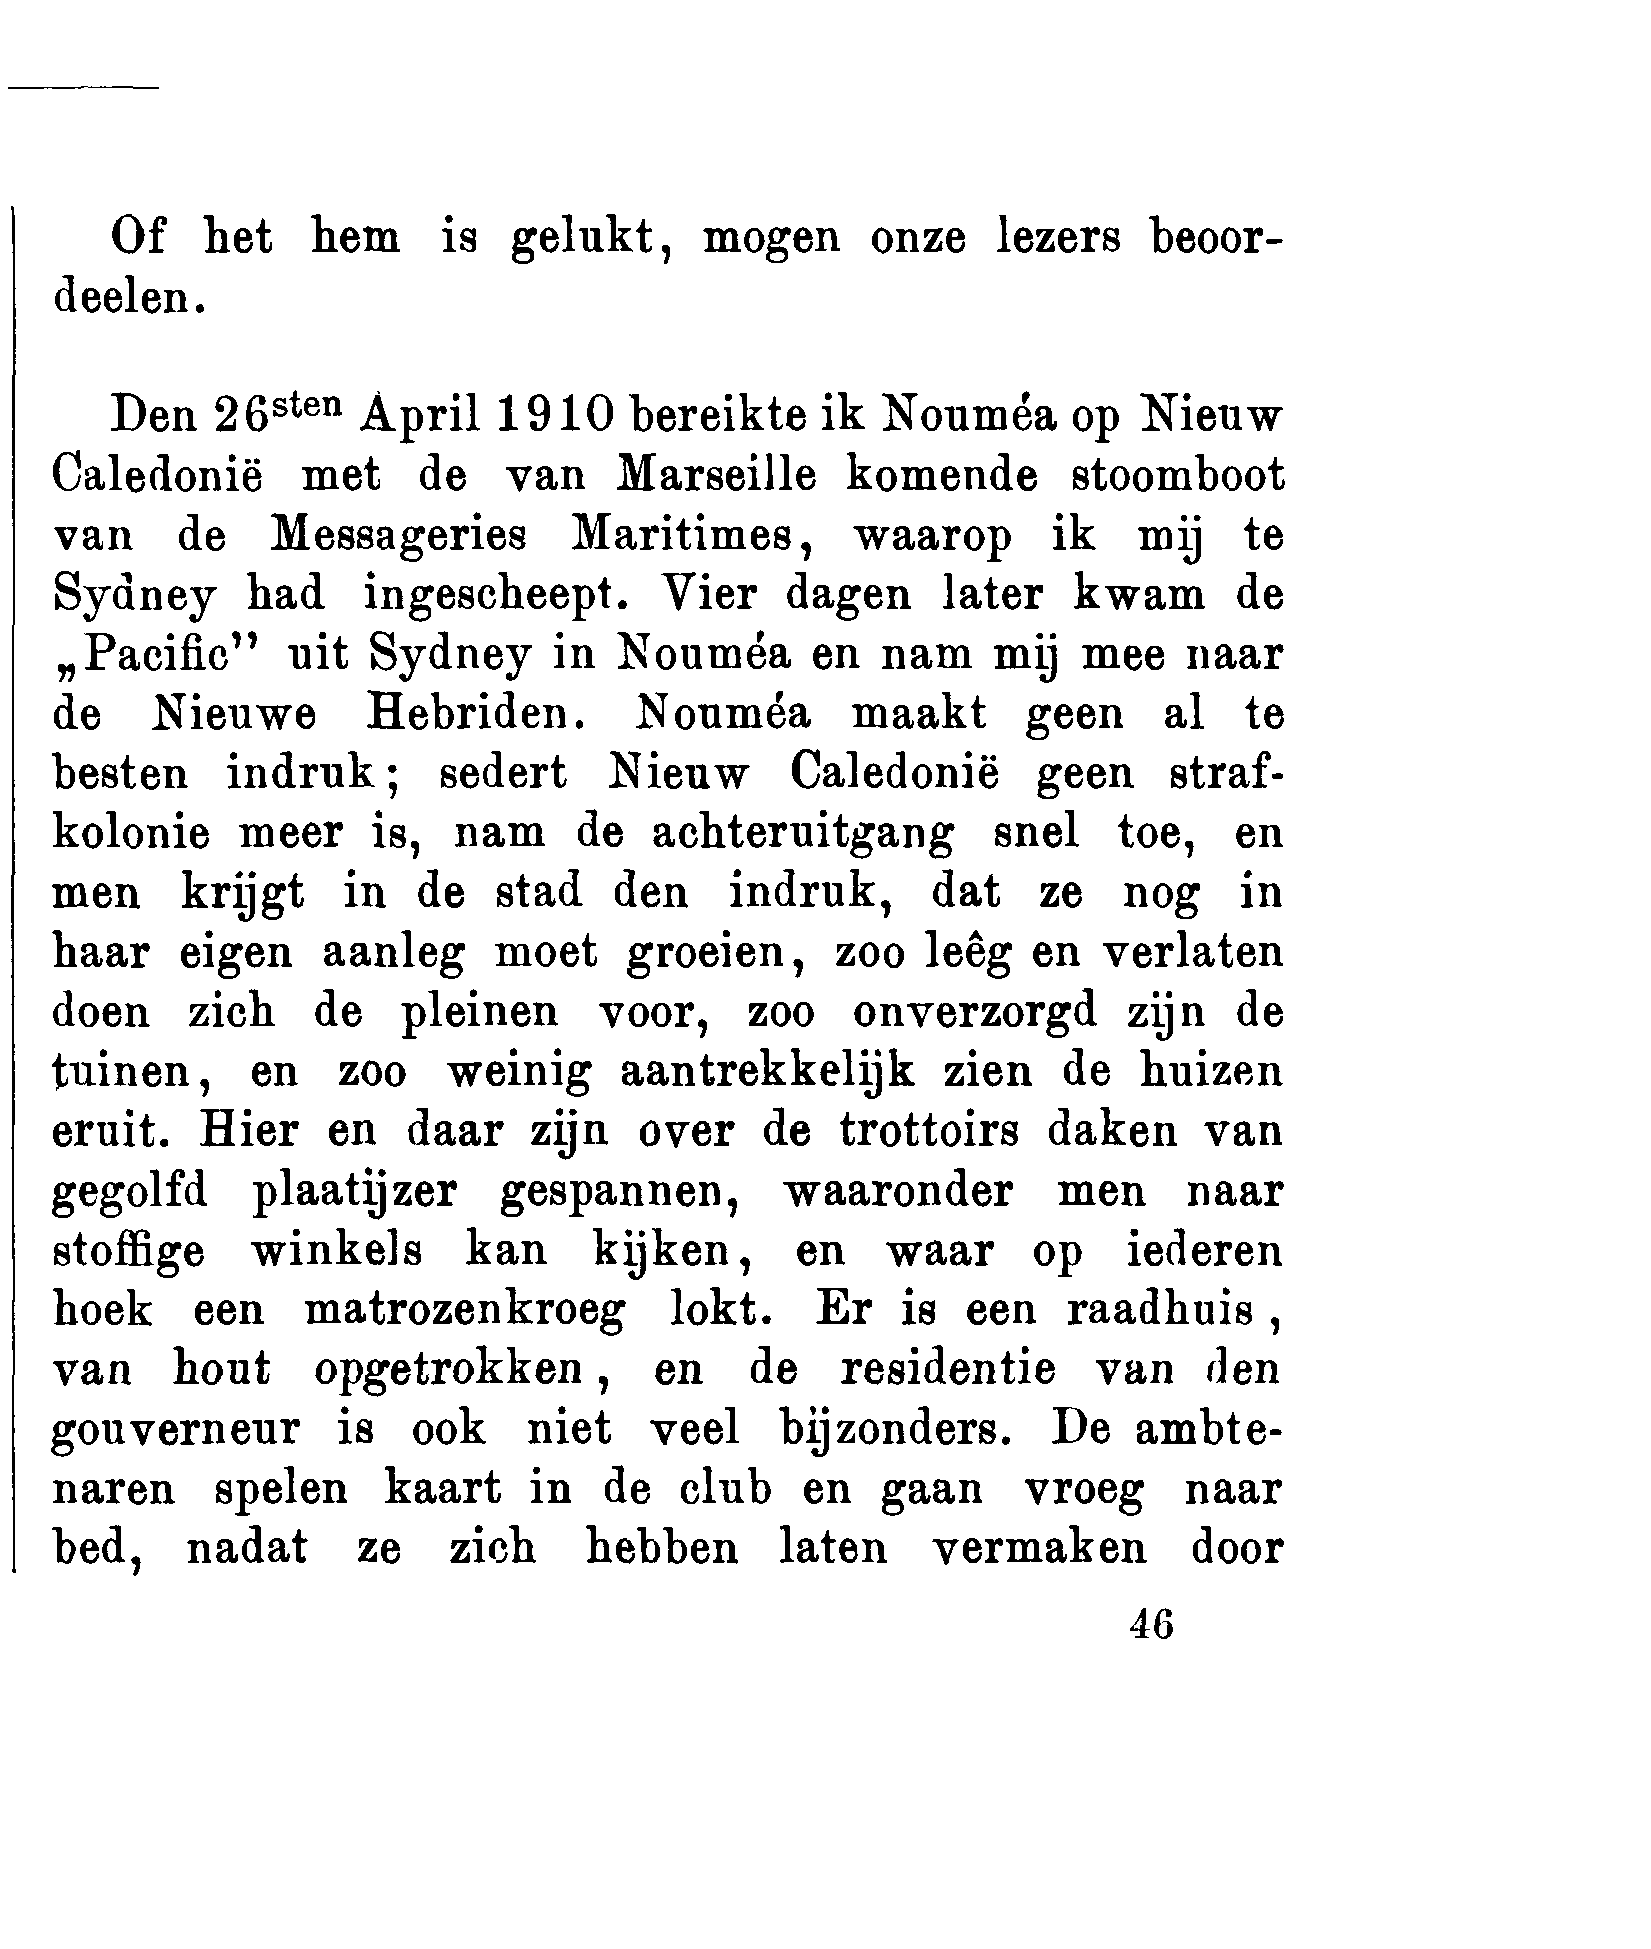 Of het hem is gelukt, mogen onze lezers beoor-
deelen.
Den 26sten April 1910 bereikte ik Nouméa op Nieuw
Caledonië met de van Marseille komende stoomboot
van de Messageries Maritimes, waarop ik mij te
Sydney had ingescheept. Vier dagen later kwam de
„Pacific” uit Sydney in Nouméa en nam mij mee naar
de Nieuwe Hebriden. Nouméa maakt geen al te
besten indruk; sedert Nieuw Caledonië geen straf-
kolonie meer is, nam de achteruitgang snel toe, en
men krijgt in de stad den indruk, dat ze nog in
haar eigen aanleg moet groeien, zoo leêg en verlaten
doen zich de pleinen voor, zoo onverzorgd zijn de
tuinen, en zoo weinig aantrekkelijk zien de huizen
eruit. Hier en daar zijn over de trottoirs daken van
gegolfd plaatijzer gespannen, waaronder men naar
stoffige winkels kan kijken, en waar op iederen
hoek een matrozenkroeg lokt. Er is een raadhuis,
van hout opgetrokken, en de residentie van den
gouverneur is ook niet veel bijzonders. De ambte-
naren spelen kaart in de club en gaan vroeg naar
bed, nadat ze zich hebben laten vermaken door
46